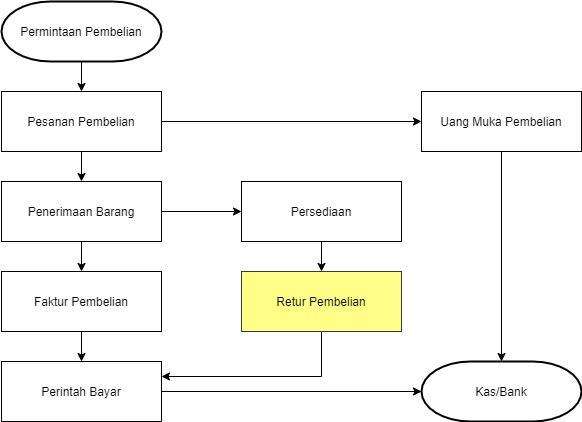 Permintaan Pembelian
Pesanan Pembelian
Uang Muka Pembelian
Penerimaan Barang
Persediaan
Faktur Pembelian
Retur Pembelian
Perintah Bayar
Kas/Bank